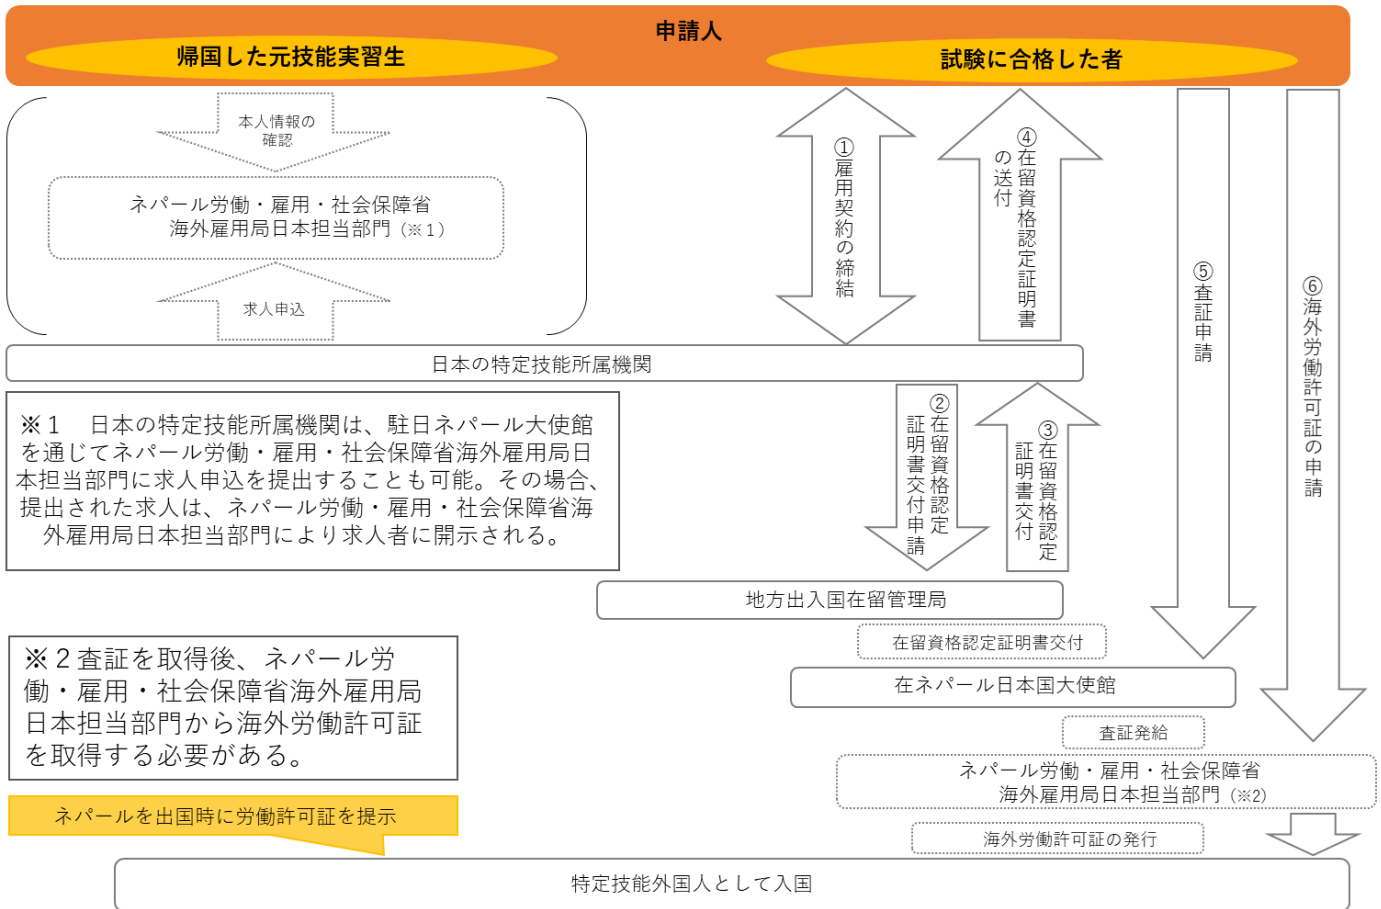 申請人
帰国した元技能実習生
試験に合格した者
本人情報の
確認
ネパール労働・雇用・社会保障省
海外雇用局日本担当部門（※１）
求人申込
①雇用契約の締結
④在留資格認定証明書
の送付
⑤査証申請
⑥海外労働許可証の申請
日本の特定技能所属機関
※１　日本の特定技能所属機関は、駐日ネパール大使館
を通じてネパール労働・雇用・社会保障省海外雇用局日
本担当部門に求人申込を提出することも可能。その場合、
提出された求人は、ネパール労働・雇用・社会保障省海
外雇用局日本担当部門により求人者に開示される。
②在留資格認定
証明書交付申請
③在留資格認定
証明書交付
地方出入国在留管理局
在留資格認定証明書交付
在ネパール日本国大使館
※２査証を取得後、ネパール労
働・雇用・社会保障省海外雇用局
日本担当部門から海外労働許可証
を取得する必要がある。
査証発給
ネパール労働・雇用・社会保障省
海外雇用局日本担当部門（※2）
ネパールを出国時に労働許可証を提示
海外労働許可証の発行
特定技能外国人として入国